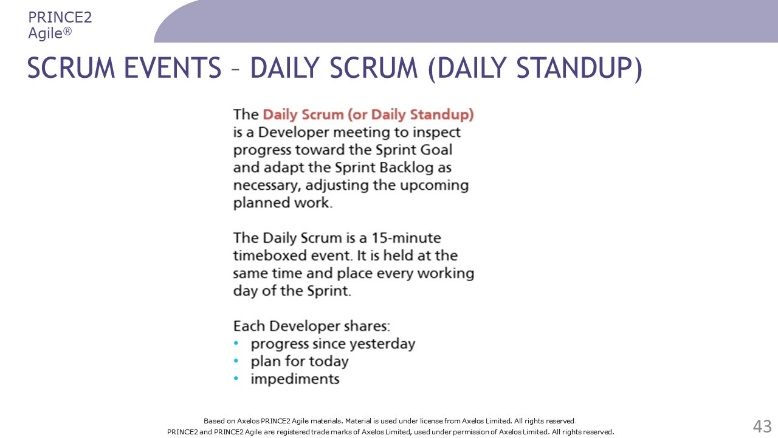 PRINCE2
Agile®
SCRUM EVENTS – DAILY SCRUM (DAILY STANDUP)
The Daily Scrum (or Daily Standup)
is a Developer meeting to inspect
progress toward the Sprint Goal
and adapt the Sprint Backlog as
necessary, adjusting the upcoming
planned work.
The Daily Scrum is a 15-minute
timeboxed event. It is held at the
same time and place every working
day of the Sprint.
Each Developer shares:
• progress since yesterday
• plan for today
• impediments
Based on Axelos PRINCE2 Agile materials. Material is used under license from Axelos Limited. All rights reserved.
PRINCE2 and PRINCE2 Agile are registered trade marks of Axelos Limited, used under permission of Axelos Limited. All rights reserved.
43